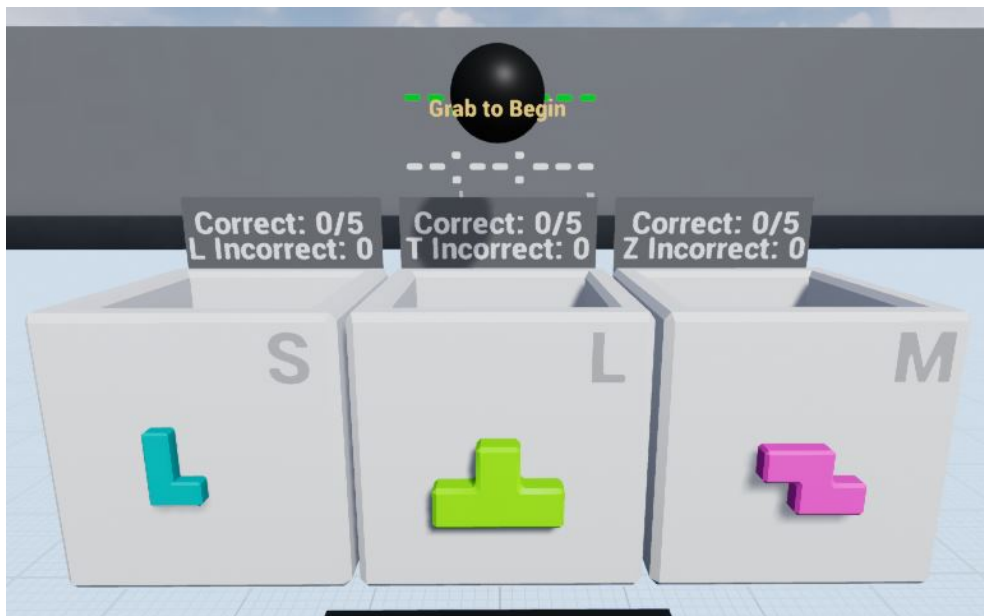 Grab to Begin
Correct: 0/5
L Incorrect: 0
Correct: 0/5
T Incorrect: 0
Correct: 0/5
Z Incorrect: 0
S
L
M